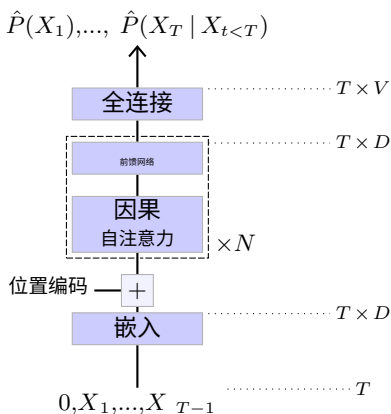 P̂(X₁),..., P̂(X_T | X_{t<T})
全连接
T × V
T × D
前馈网络
因果
自注意力
×N
位置编码
+
T × D
嵌入
T
0,X₁,...,X_{T−1}